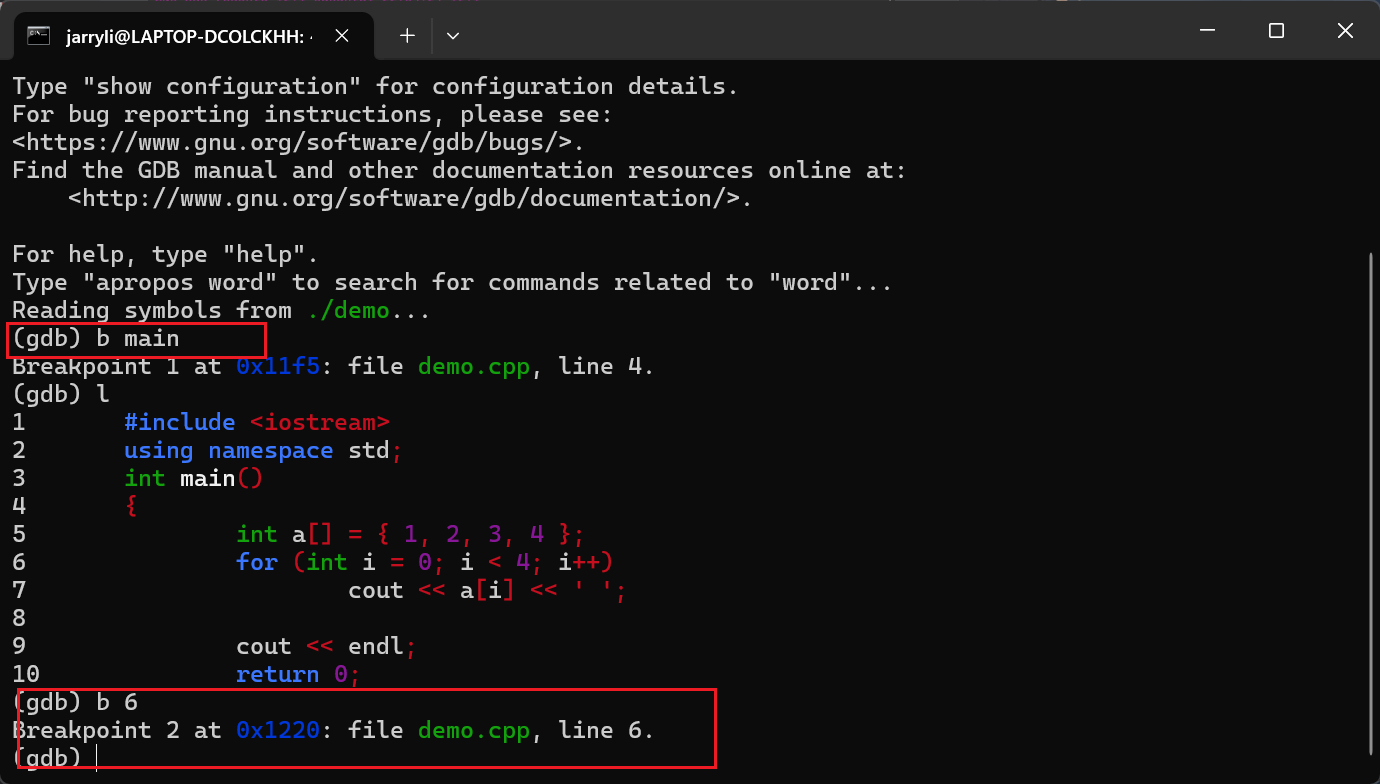 jarryli@LAPTOP-DCOLCKHH:
Type "show configuration" for configuration details.
For bug reporting instructions, please see:
<https://www.gnu.org/software/gdb/bugs/>.
Find the GDB manual and other documentation resources online at:
    <http://www.gnu.org/software/gdb/documentation/>.
For help, type "help".
Type "apropos word" to search for commands related to "word"...
Reading symbols from ./demo...
(gdb) b main
Breakpoint 1 at 0x11f5: file demo.cpp, line 4.
(gdb) l
1       #include <iostream>
2       using namespace std;
3       int main()
4       {
5               int a[] = { 1, 2, 3, 4 };
6               for (int i = 0; i < 4; i++)
7                       cout << a[i] << ' ';
8
9               cout << endl;
10              return 0;
(gdb) b 6
Breakpoint 2 at 0x1220: file demo.cpp, line 6.
(gdb)